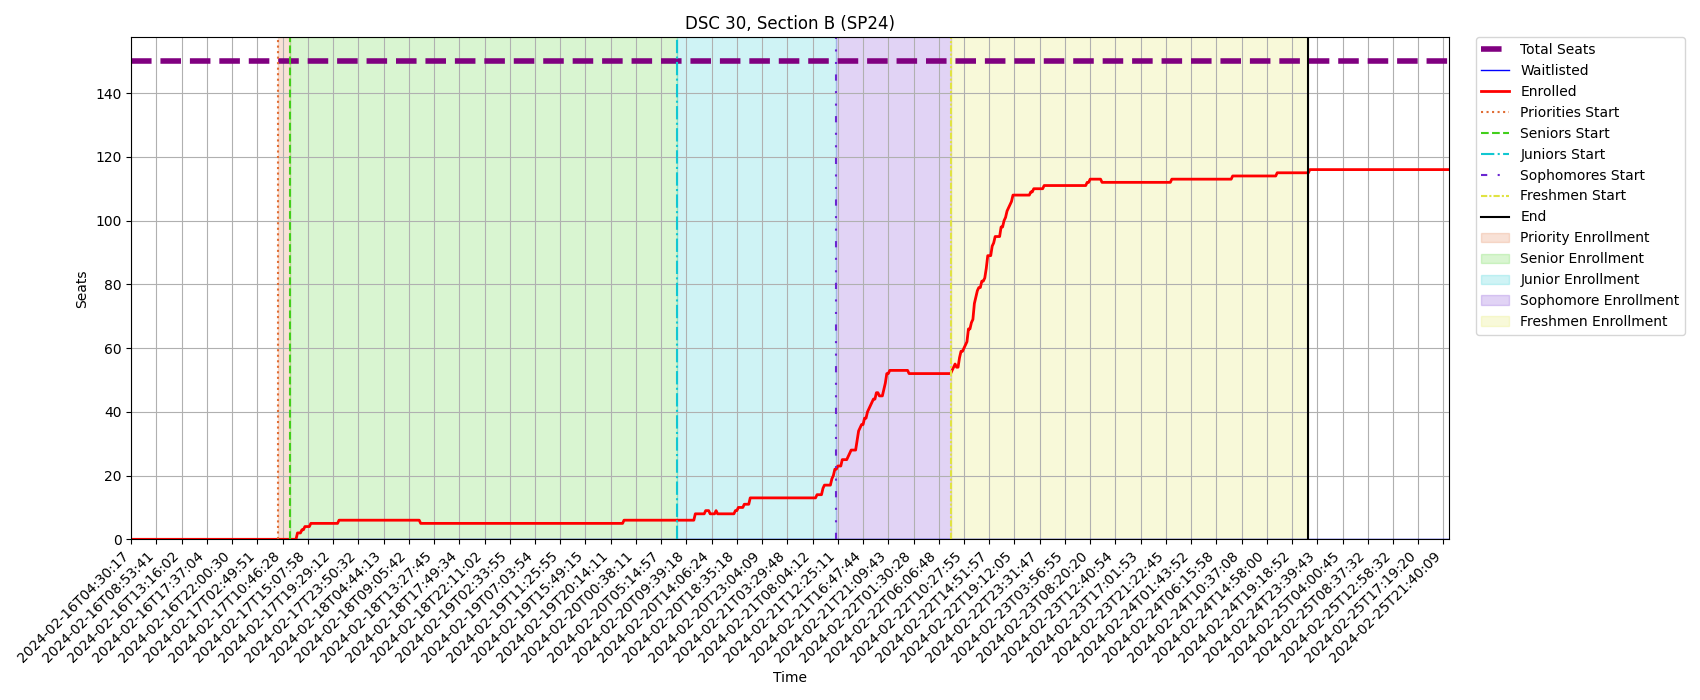 DSC 30, Section B (SP24)
Seats
140
120
100
80
60
40
20
0
2024-02-16T04:30:17
2024-02-16T08:53:41
2024-02-16T13:16:02
2024-02-16T17:37:04
2024-02-16T22:00:30
2024-02-17T02:49:51
2024-02-17T10:46:28
2024-02-17T15:07:58
2024-02-17T19:29:12
2024-02-17T23:50:32
2024-02-18T04:44:13
2024-02-18T09:05:42
2024-02-18T13:27:45
2024-02-18T17:49:34
2024-02-18T22:11:02
2024-02-19T02:33:55
2024-02-19T07:03:54
2024-02-19T11:25:55
2024-02-19T15:49:15
2024-02-19T20:14:11
2024-02-20T00:38:11
2024-02-20T05:14:57
2024-02-20T09:39:18
2024-02-20T14:06:24
2024-02-20T18:35:18
2024-02-20T23:04:09
2024-02-21T03:29:48
2024-02-21T08:04:12
2024-02-21T12:25:11
2024-02-21T16:47:44
2024-02-21T21:09:43
2024-02-22T01:30:28
2024-02-22T06:06:48
2024-02-22T10:27:55
2024-02-22T14:51:57
2024-02-22T19:12:05
2024-02-22T23:31:47
2024-02-23T03:56:55
2024-02-23T08:20:20
2024-02-23T12:40:54
2024-02-23T17:01:53
2024-02-23T21:22:45
2024-02-24T01:43:52
2024-02-24T06:15:58
2024-02-24T10:37:08
2024-02-24T14:58:00
2024-02-24T19:18:52
2024-02-24T23:39:43
2024-02-25T04:00:45
2024-02-25T08:37:32
2024-02-25T12:58:32
2024-02-25T17:19:20
2024-02-25T21:40:09
Time
Total Seats
Waitlisted
Enrolled
Priorities Start
Seniors Start
Juniors Start
Sophomores Start
Freshmen Start
End
Priority Enrollment
Senior Enrollment
Junior Enrollment
Sophomore Enrollment
Freshmen Enrollment